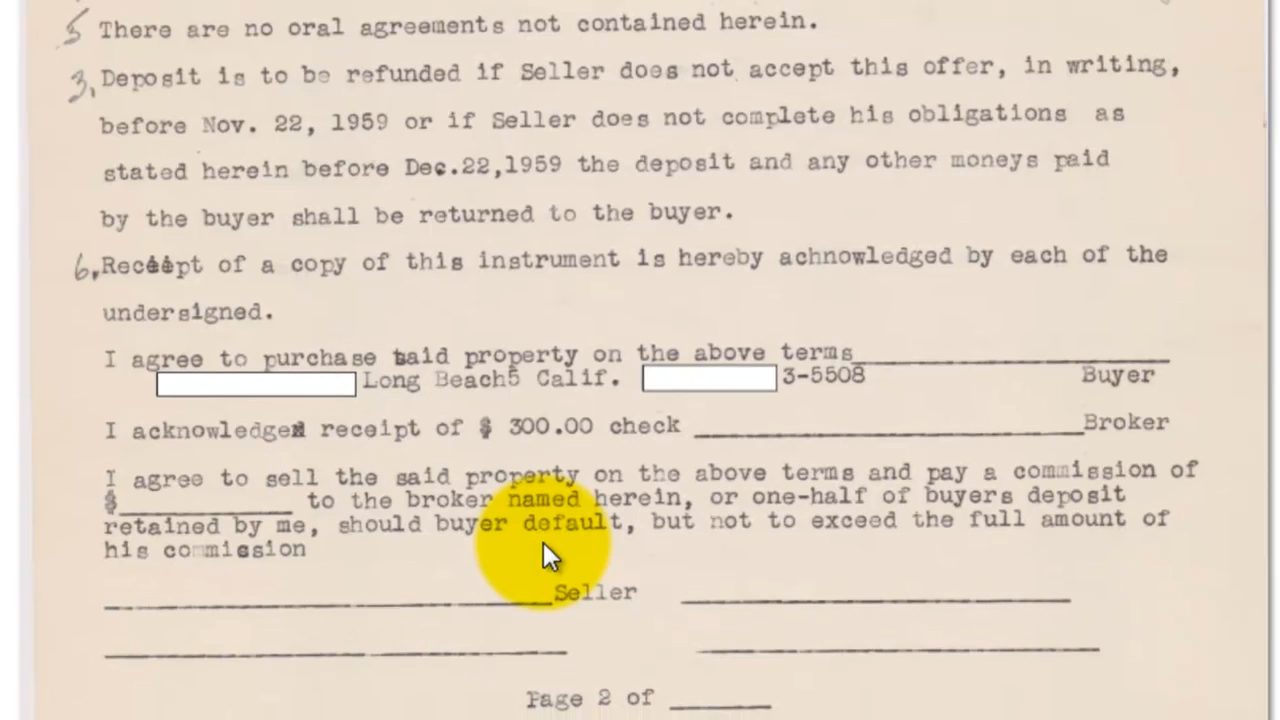 5 There are no oral agreements not contained herein.
3, Deposit is to be refunded if Seller does not accept this offer, in writing,
before Nov. 22, 1959 or if Seller does not complete his obligations as
stated herein before Dec.22,1959 the deposit and any other moneys paid
by the buyer shall be returned to the buyer.
6, Receipt of a copy of this instrument is hereby achnowledged by each of the
undersigned.
I agree to purchase said property on the above terms
Long Beach5 Calif. 3-5508 Buyer
I acknowledge receipt of $ 300.00 check Broker
I agree to sell the said property on the above terms and pay a commission of
$ to the broker named herein, or one-half of buyers deposit
retained by me, should buyer default, but not to exceed the full amount of
his commission
Seller
Page 2 of